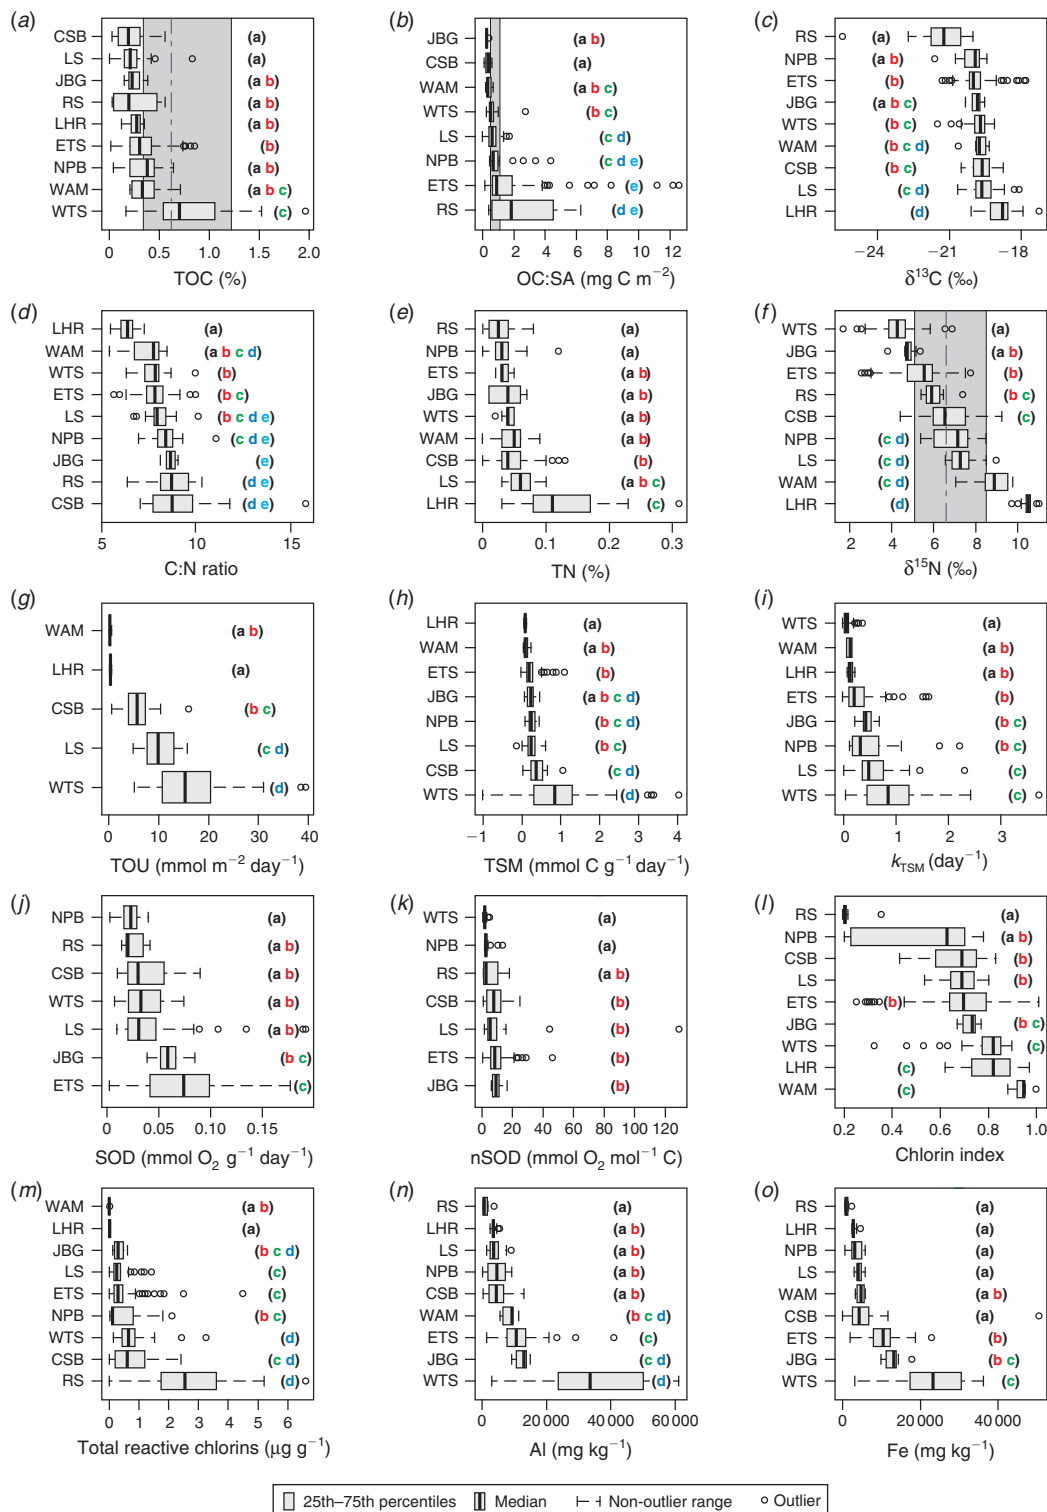 (a)
CSB (a)
LS (a)
JBG (a b)
RS (a b)
LHR (a b)
ETS (b)
NPB (a b)
WAM (a b c)
WTS (c)
0 0.5 1.0 1.5 2.0
TOC (%)
(b)
JBG (a b)
CSB (a)
WAM (a b c)
WTS (b c)
LS (c d)
NPB (c d e)
ETS (e)
RS (d e)
0 2 4 6 8 10 12
OC:SA (mg C m−2)
(c)
RS (a)
NPB (a b)
ETS (b)
JBG (a b c)
WTS (b c)
WAM (b c d)
CSB (b c)
LS (c d)
LHR (d)
−24 −21 −18
δ13C (‰)
(d)
LHR (a)
WAM (a b c d)
WTS (b)
ETS (b c)
LS (b c d e)
NPB (c d e)
JBG (e)
RS (d e)
CSB (d e)
5 10 15
C:N ratio
(e)
RS (a)
NPB (a)
ETS (a b)
JBG (a b)
WTS (a b)
WAM (a b)
CSB (b)
LS (a b c)
LHR (c)
0 0.1 0.2 0.3
TN (%)
(f)
WTS (a)
JBG (a b)
ETS (b)
RS (b c)
CSB (c)
NPB (c d)
LS (c d)
WAM (c d)
LHR (d)
2 4 6 8 10
δ15N (‰)
(g)
WAM (a b)
LHR (a)
CSB (b c)
LS (c d)
WTS (d)
0 10 20 30 40
TOU (mmol m−2 day−1)
(h)
LHR (a)
WAM (a b)
ETS (b)
JBG (a b c d)
NPB (b c d)
LS (b c)
CSB (c d)
WTS (d)
−1 0 1 2 3 4
TSM (mmol C g−1 day−1)
(i)
WTS (a)
WAM (a b)
LHR (a b)
ETS (b)
JBG (b c)
NPB (b c)
LS (c)
WTS (c)
0 1 2 3
kTSM (day−1)
(j)
NPB (a)
RS (a b)
CSB (a b)
WTS (a b)
LS (a b)
JBG (b c)
ETS (c)
0 0.05 0.10 0.15
SOD (mmol O2 g−1 day−1)
(k)
WTS (a)
NPB (a)
RS (a b)
CSB (b)
LS (b)
ETS (b)
JBG (b)
0 20 40 60 80 100 120
nSOD (mmol O2 mol−1 C)
(l)
RS (a)
NPB (a b)
CSB (b)
LS (b)
ETS (b)
JBG (b c)
WTS (c)
LHR (c)
WAM (c)
0.2 0.4 0.6 0.8 1.0
Chlorin index
(m)
WAM (a b)
LHR (a)
JBG (b c d)
LS (c)
ETS (c)
NPB (b c)
WTS (d)
CSB (c d)
RS (d)
0 1 2 3 4 5 6
Total reactive chlorins (μg g−1)
(n)
RS (a)
LHR (a b)
LS (a b)
NPB (a b)
CSB (a b)
WAM (b c d)
ETS (c)
JBG (c d)
WTS (d)
0 20 000 40 000 60 000
Al (mg kg−1)
(o)
RS (a)
LHR (a)
NPB (a)
LS (a)
WAM (a b)
CSB (a)
ETS (b)
JBG (b c)
WTS (c)
0 20 000 40 000
Fe (mg kg−1)
25th–75th percentiles Median Non-outlier range Outlier